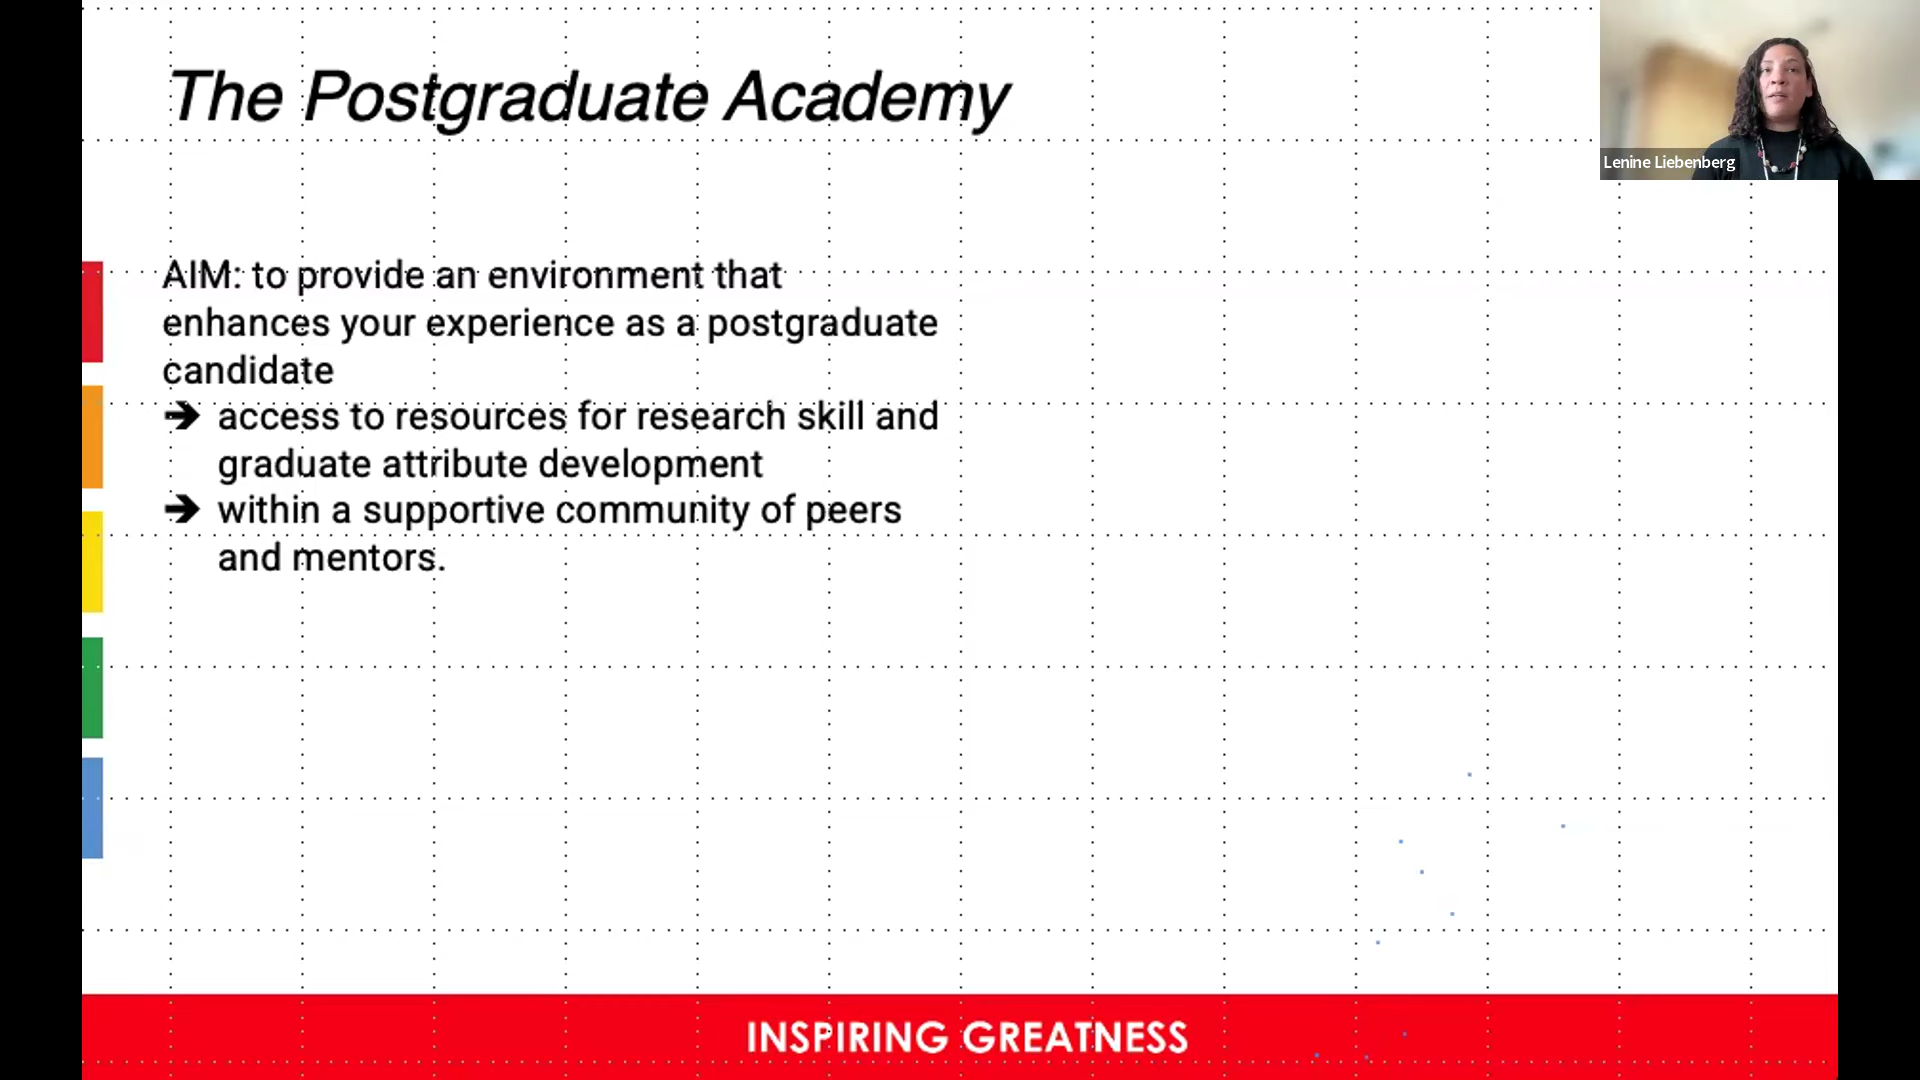 The Postgraduate Academy
Lenine Liebenberg
AIM: to provide an environment that
enhances your experience as a postgraduate
candidate
➔ access to resources for research skill and
graduate attribute development
➔ within a supportive community of peers
and mentors.
INSPIRING GREATNESS